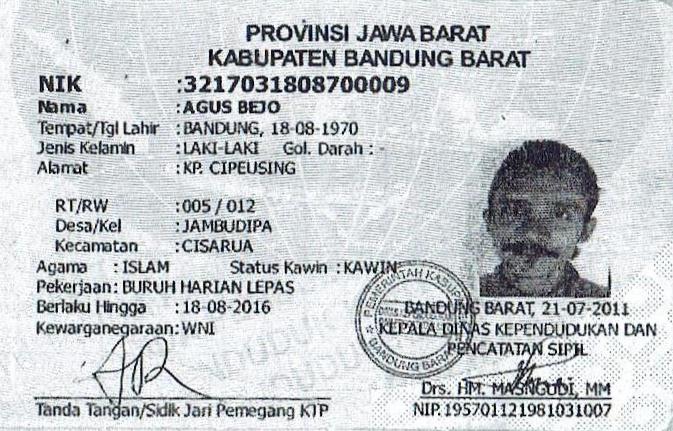 PROVINSI JAWA BARAT
KABUPATEN BANDUNG BARAT
NIK :3217031808700009
Nama :AGUS BEJO
Tempat/Tgl Lahir :BANDUNG, 18-08-1970
Jenis Kelamin :LAKI-LAKI Gol. Darah : -
Alamat :KP. CIPEUSING
RT/RW :005 / 012
Desa/Kel :JAMBUDIPA
Kecamatan :CISARUA
Agama :ISLAM Status Kawin :KAWIN
Pekerjaan:BURUH HARIAN LEPAS
Berlaku Hingga :18-08-2016
Kewarganegaraan:WNI
PEMERINTAH KABUPATEN
BANDUNG BARAT
BANDUNG BARAT, 21-07-2011
KEPALA DINAS KEPENDUDUKAN DAN
PENCATATAN SIPIL
Drs. HM. MASNGUDI, MM
NIP. 195701121981031007
Tanda Tangan/Sidik Jari Pemegang KTP